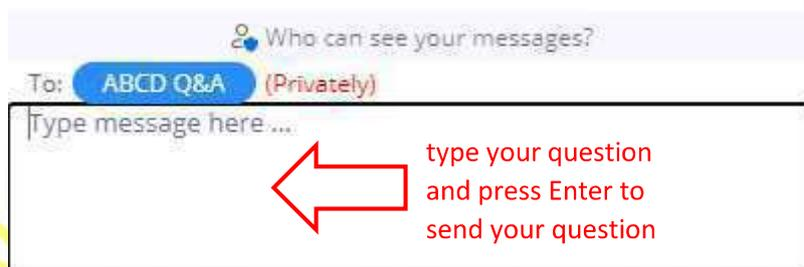 Who can see your messages?
To: ABCD Q&A (Privately)
Type message here ...
type your question
and press Enter to
send your question